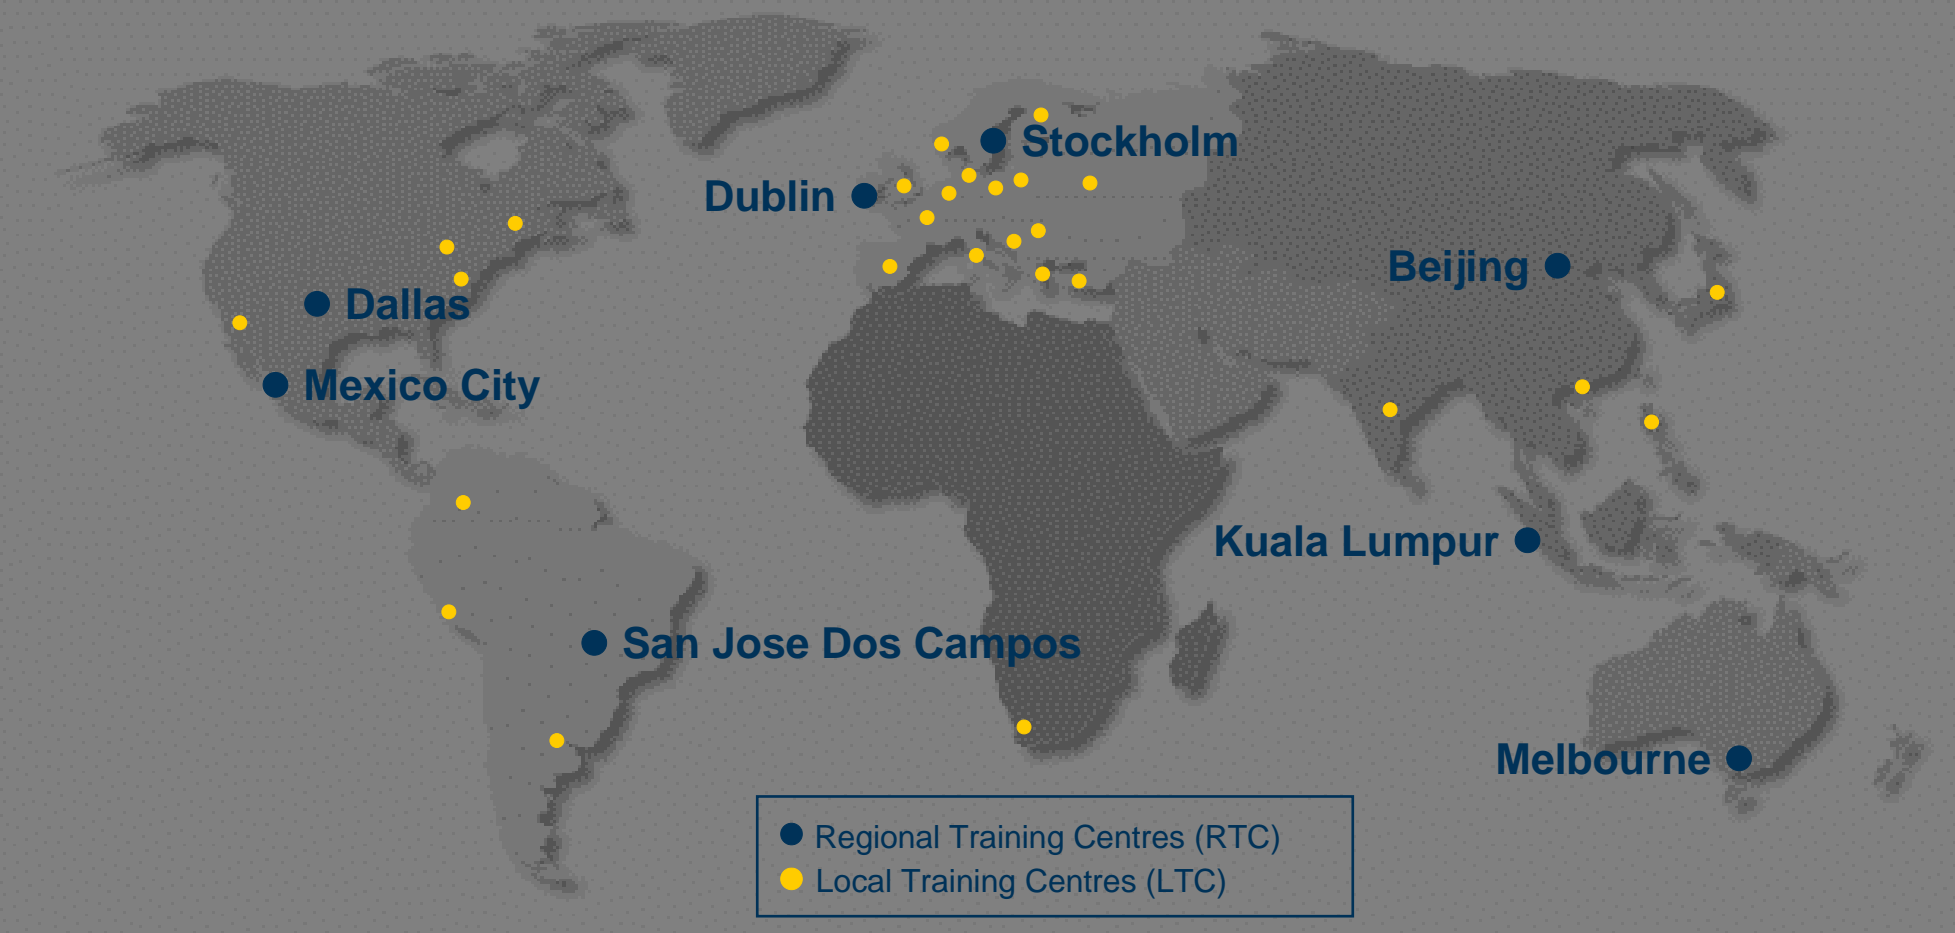 Stockholm
Dublin
Beijing
Dallas
Mexico City
Kuala Lumpur
San Jose Dos Campos
Melbourne
Regional Training Centres (RTC)
Local Training Centres (LTC)